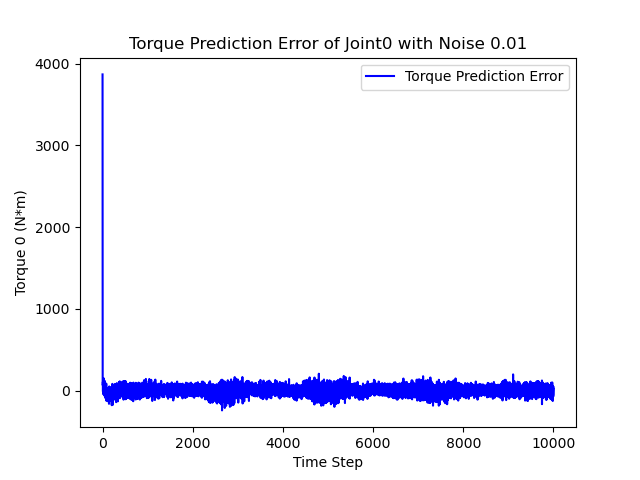 Torque Prediction Error of Joint0 with Noise 0.01
Torque Prediction Error
4000
3000
2000
1000
0
Torque 0 (N*m)
0 2000 4000 6000 8000 10000
Time Step